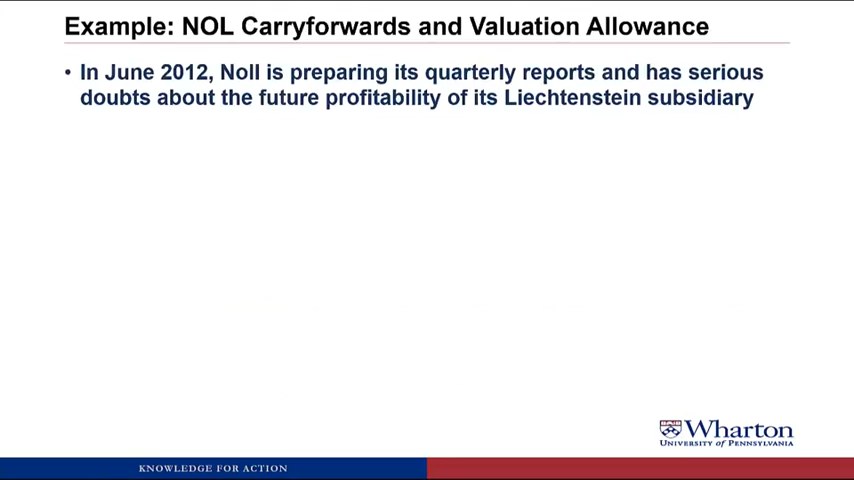 Example: NOL Carryforwards and Valuation Allowance
• In June 2012, Noll is preparing its quarterly reports and has serious
doubts about the future profitability of its Liechtenstein subsidiary
Wharton
UNIVERSITY OF PENNSYLVANIA
KNOWLEDGE FOR ACTION